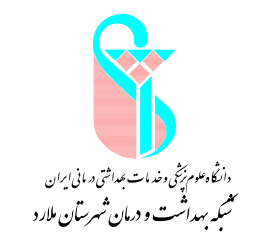 دانشگاه علوم پزشکی و خدمات بهداشتی درمانی ایران
شبکه بهداشت و درمان شهرستان ملارد